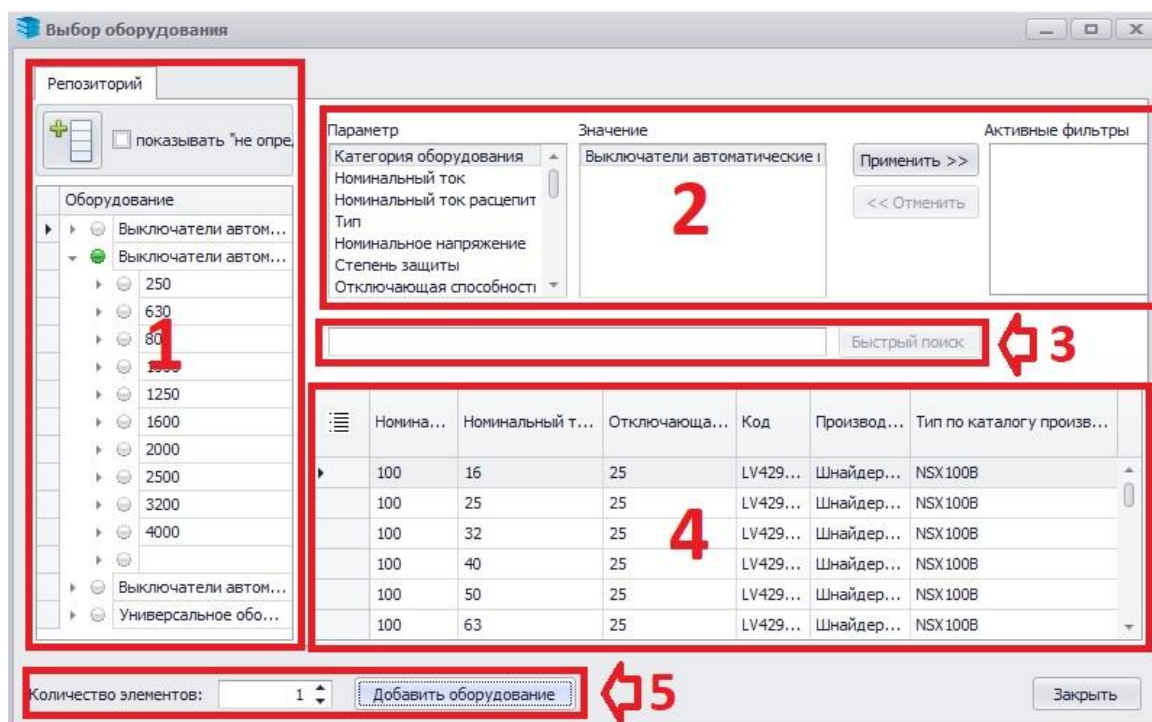 Выбор оборудования
Репозиторий
показывать "не опре
Оборудование
Выключатели автом...
Выключатели автом...
250
630
1
1250
1600
2000
2500
3200
4000
Выключатели автом...
Универсальное обо...
Параметр
Категория оборудования
Номинальный ток
Номинальный ток расцепит
Тип
Номинальное напряжение
Степень защиты
Отключающая способность
Значение
Выключатели автоматические
2
Применить >>
<< Отменить
Активные фильтры
Быстрый поиск
3
Номина... Номинальный т... Отключающа... Код Производ... Тип по каталогу произв...
100 16 25 LV429... Шнайдер... NSX100B
100 25 25 LV429... Шнайдер... NSX100B
100 32 25 LV429... Шнайдер... NSX100B
100 40 25 LV429... Шнайдер... NSX100B
100 50 25 LV429... Шнайдер... NSX100B
100 63 25 LV429... Шнайдер... NSX100B
4
Количество элементов: 1 Добавить оборудование
5
Закрыть